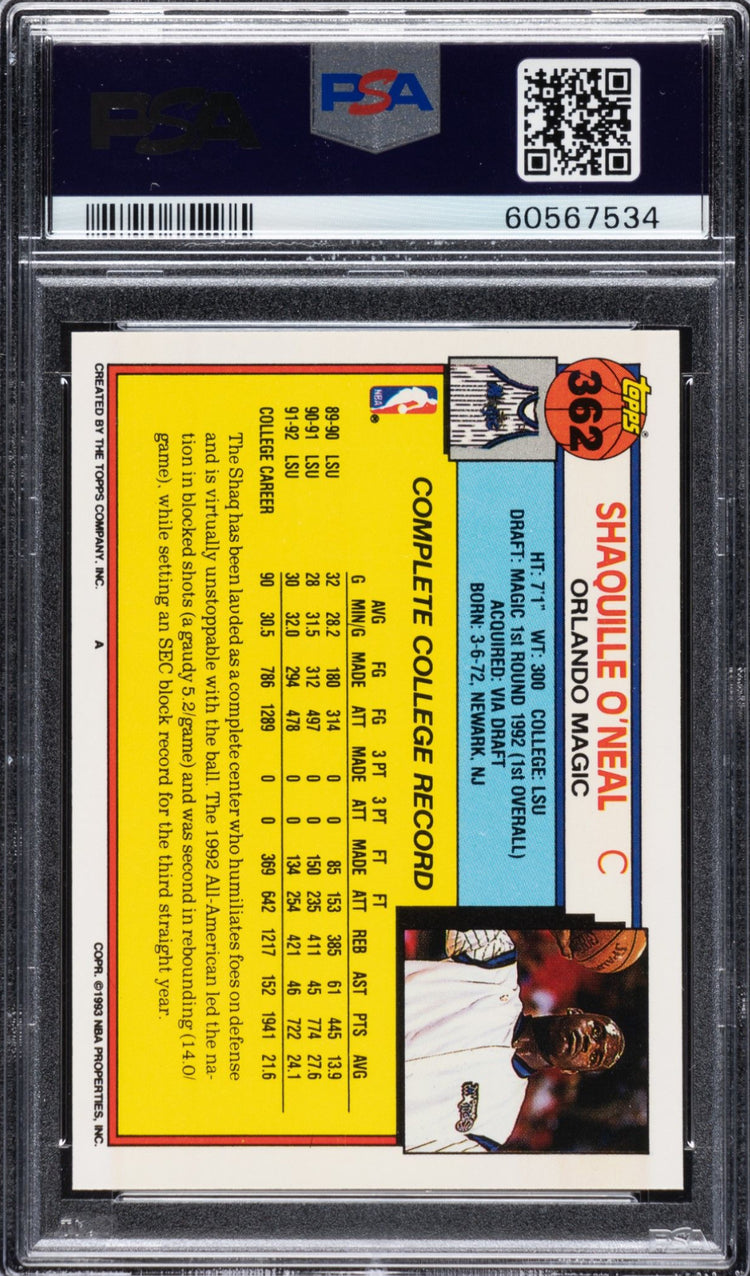 PSA
PSA
60567534
topps
362
SHAQUILLE O'NEAL C
ORLANDO MAGIC
HT: 7'1" WT: 300 COLLEGE: LSU
DRAFT: MAGIC 1st ROUND 1992 (1st OVERALL)
ACQUIRED: VIA DRAFT
BORN: 3-6-72, NEWARK, NJ
NBA
COMPLETE COLLEGE RECORD
AVG FG FG 3 PT 3 PT FT FT
G MIN/G MADE ATT MADE ATT MADE ATT REB AST PTS AVG
89-90 LSU 32 28.2 180 314 0 0 85 153 385 61 445 13.9
90-91 LSU 28 31.5 312 497 0 0 150 235 411 45 774 27.6
91-92 LSU 30 32.0 294 478 0 0 134 254 421 46 722 24.1
COLLEGE CAREER 90 30.5 786 1289 0 0 369 642 1217 152 1941 21.6
The Shaq has been lauded as a complete center who humiliates foes on defense
and is virtually unstoppable with the ball. The 1992 All-American led the na-
tion in blocked shots (a gaudy 5.2/game) and was second in rebounding (14.0/
game), while setting an SEC block record for the third straight year.
CREATED BY THE TOPPS COMPANY, INC. A COPR. ©1993 NBA PROPERTIES, INC.
PSA